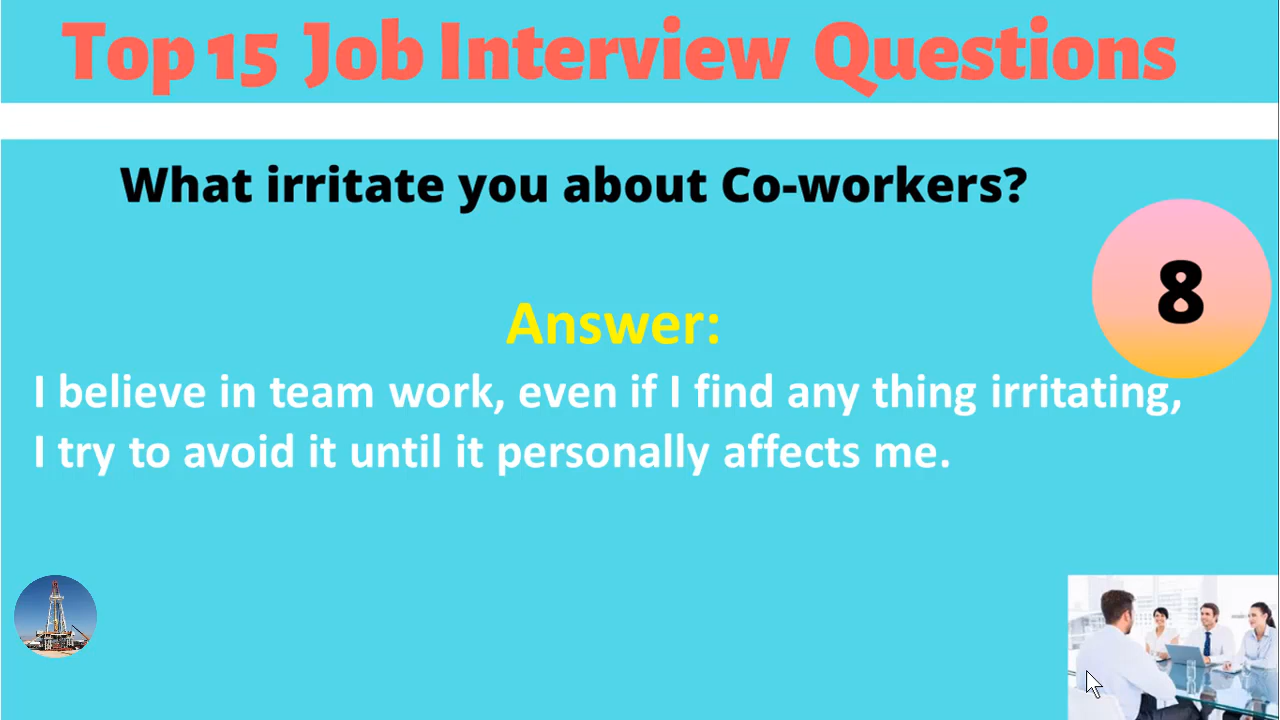 Top 15 Job Interview Questions
What irritate you about Co-workers?
8
Answer:
I believe in team work, even if I find any thing irritating,
I try to avoid it until it personally affects me.